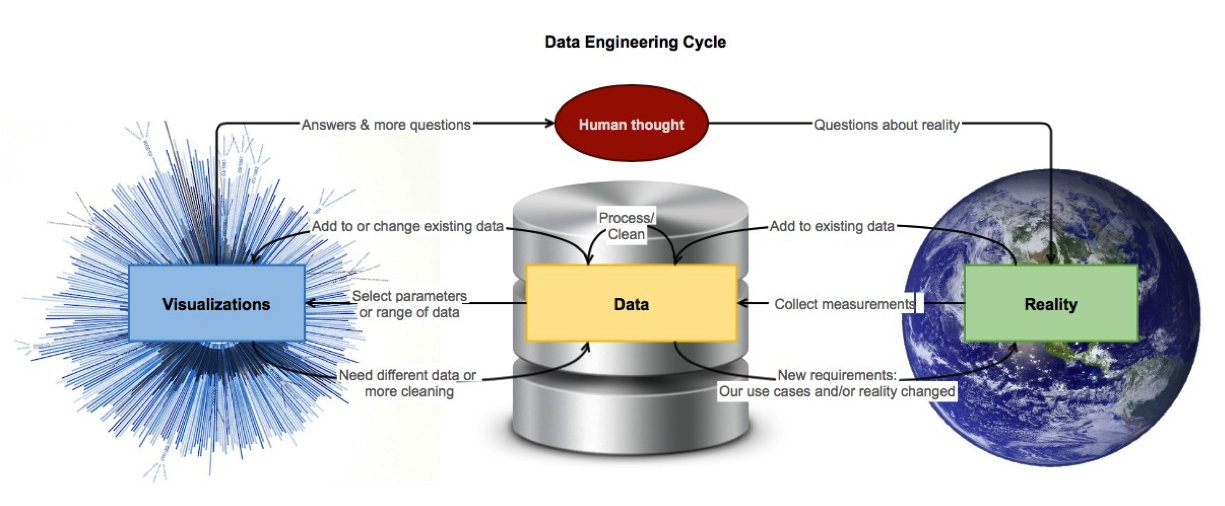 Data Engineering Cycle
Answers & more questions
Human thought
Questions about reality
Add to or change existing data
Process/
Clean
Add to existing data
Visualizations
Select parameters
or range of data
Data
Collect measurements
Reality
Need different data or
more cleaning
New requirements:
Our use cases and/or reality changed